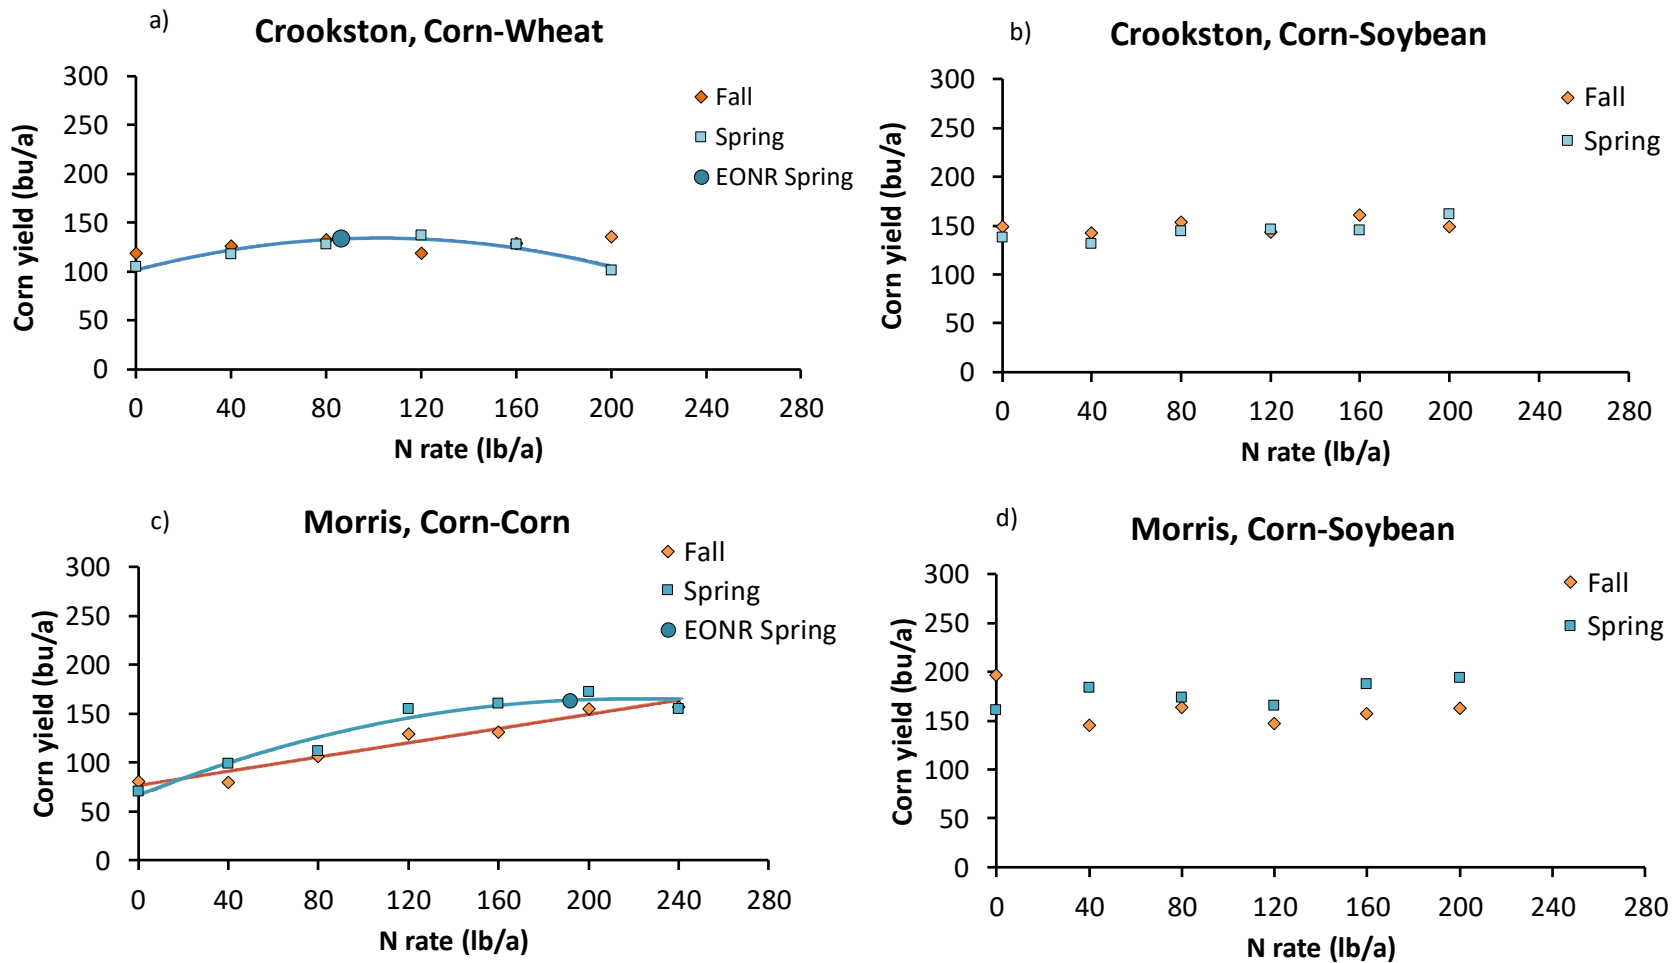 a)
Crookston, Corn-Wheat
300
250
200
150
100
50
0
Corn yield (bu/a)
0 40 80 120 160 200 240 280
N rate (lb/a)
Fall
Spring
EONR Spring
b)
Crookston, Corn-Soybean
300
250
200
150
100
50
0
Corn yield (bu/a)
0 40 80 120 160 200 240 280
N rate (lb/a)
Fall
Spring
c)
Morris, Corn-Corn
300
250
200
150
100
50
0
Corn yield (bu/a)
0 40 80 120 160 200 240 280
N rate (lb/a)
Fall
Spring
EONR Spring
d)
Morris, Corn-Soybean
300
250
200
150
100
50
0
Corn yield (bu/a)
0 40 80 120 160 200 240 280
N rate (lb/a)
Fall
Spring